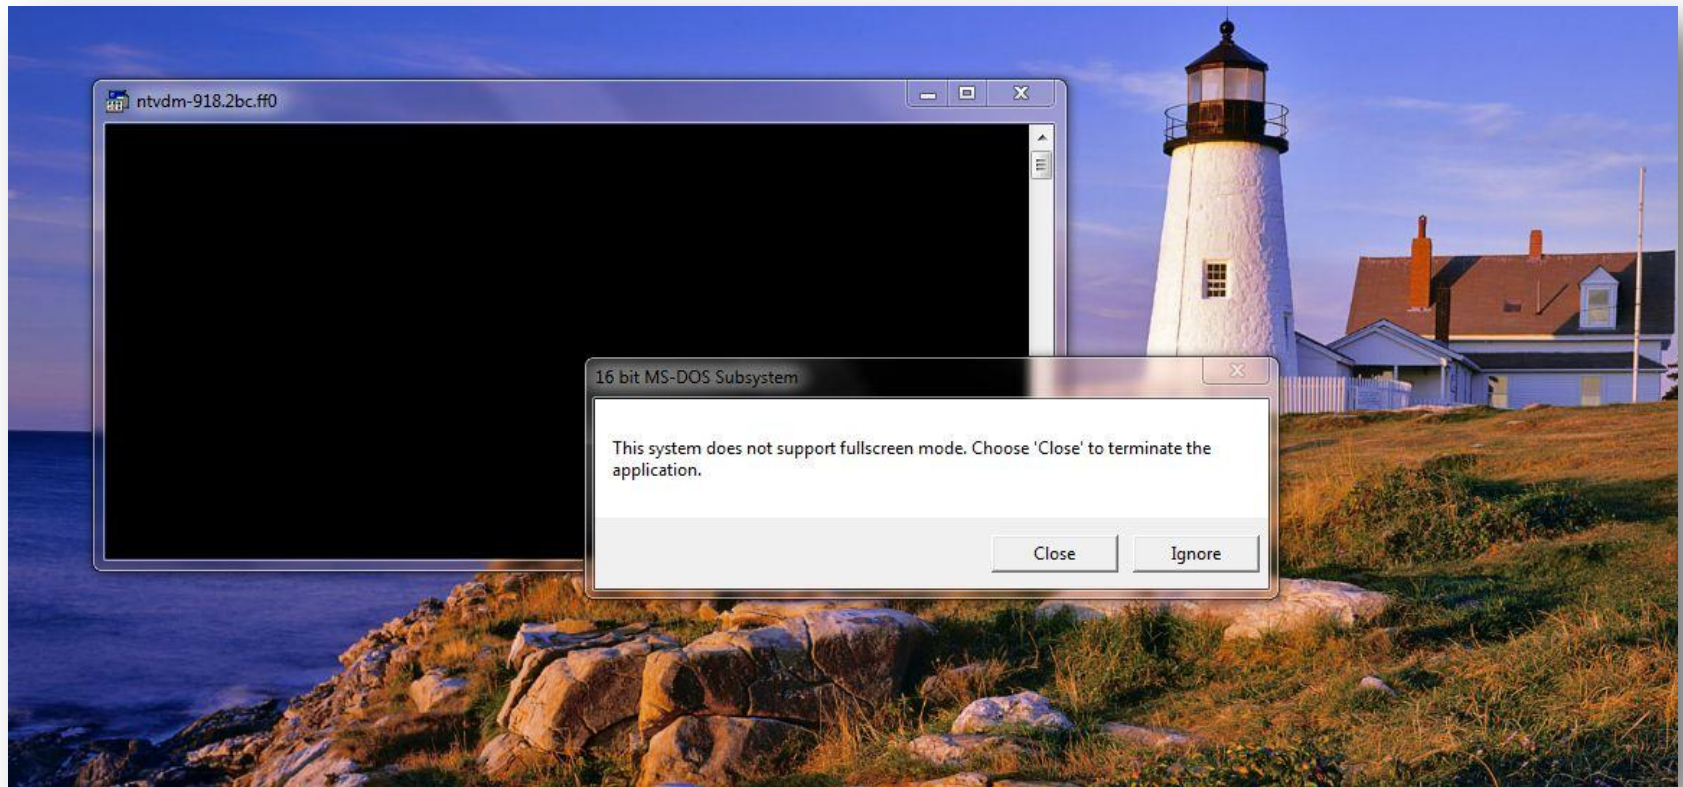 ntvdm-918.2bc.ff0
16 bit MS-DOS Subsystem
This system does not support fullscreen mode. Choose 'Close' to terminate the
application.
Close
Ignore